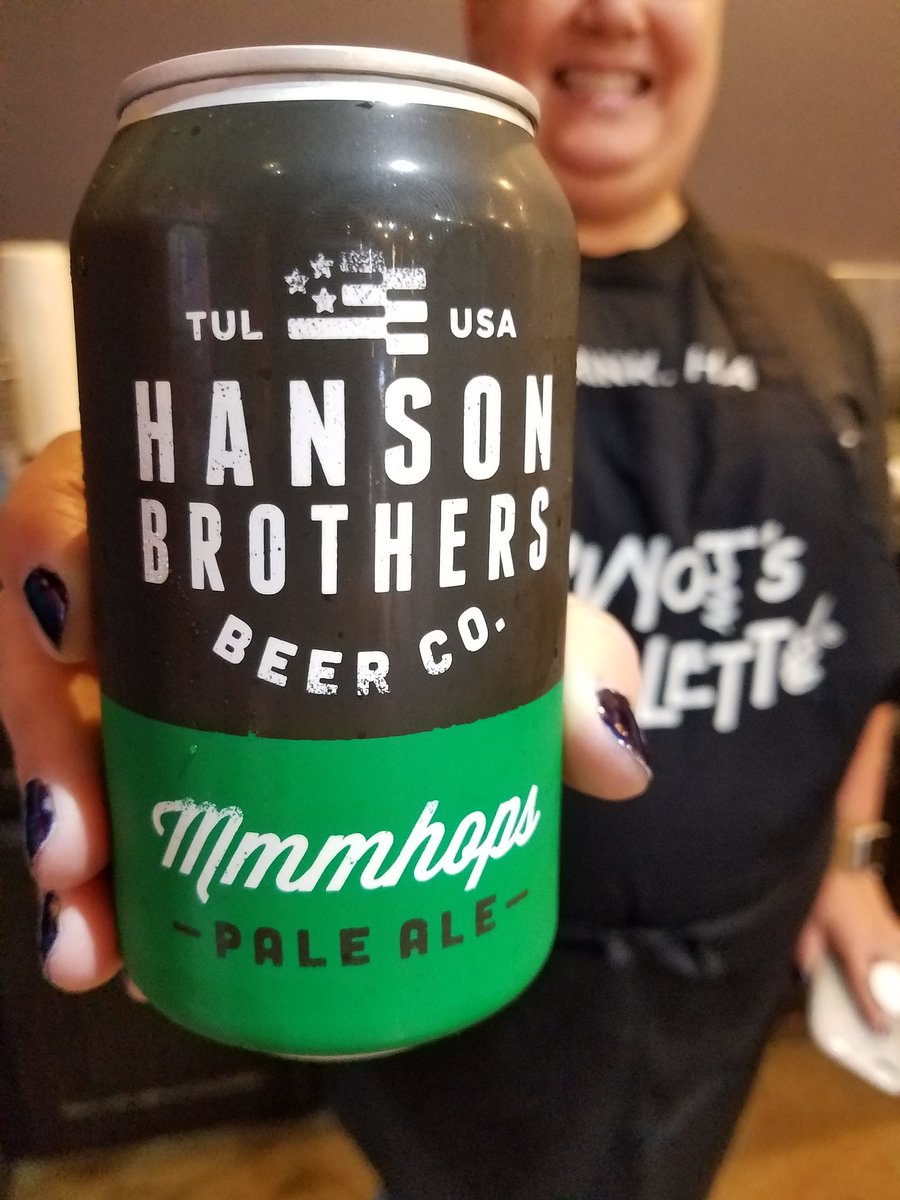 TUL USA
HANSON
BROTHERS
BEER CO.
Mmmhops
-PALE ALE-